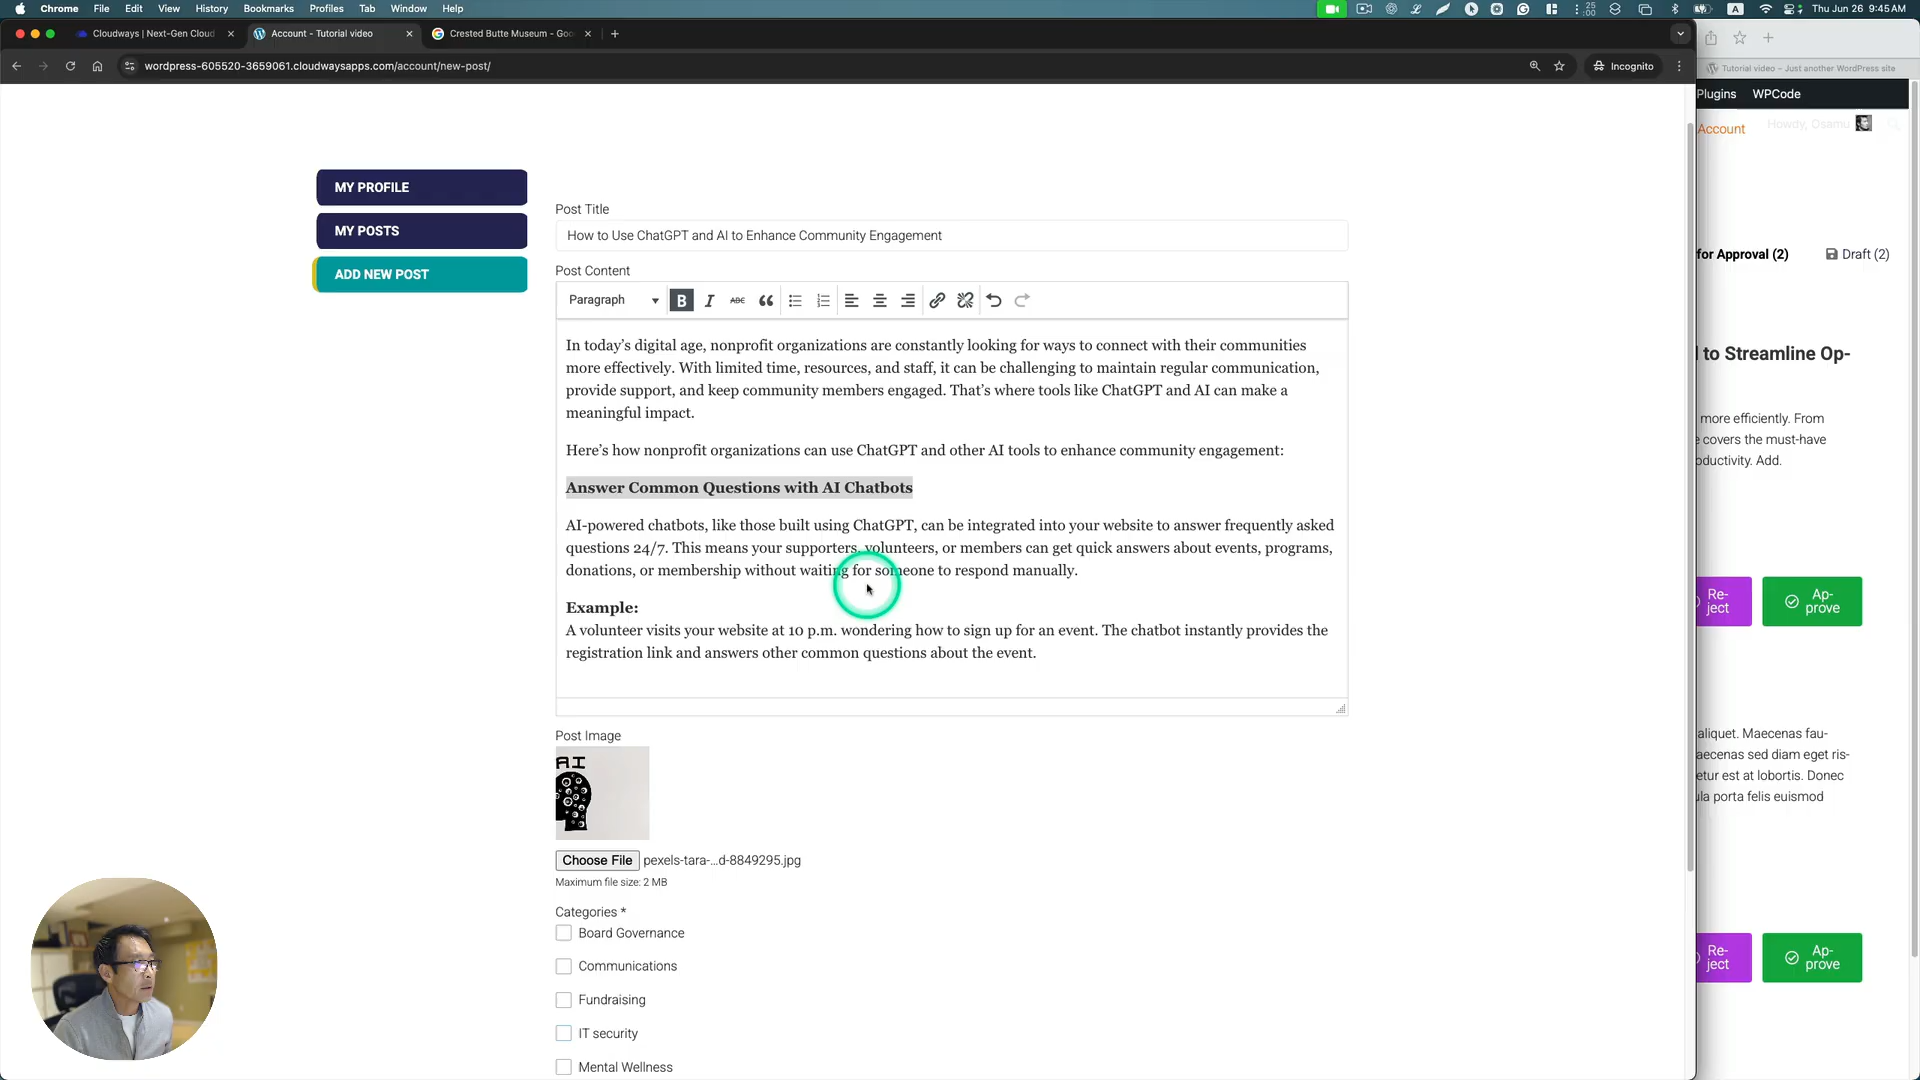 Chrome File Edit View History Bookmarks Profiles Tab Window Help
25
:00
A
Thu Jun 26 9:45 AM
Cloudways | Next-Gen Cloud
Account - Tutorial video
Crested Butte Museum - Goo
wordpress-605520-3659061.cloudwaysapps.com/account/new-post/
Incognito
Tutorial video – Just another WordPress site
Plugins WPCode
Account
Howdy, Osamu
MY PROFILE
MY POSTS
ADD NEW POST
Post Title
How to Use ChatGPT and AI to Enhance Community Engagement
Post Content
Paragraph B I ABC
In today's digital age, nonprofit organizations are constantly looking for ways to connect with their communities
more effectively. With limited time, resources, and staff, it can be challenging to maintain regular communication,
provide support, and keep community members engaged. That's where tools like ChatGPT and AI can make a
meaningful impact.
Here's how nonprofit organizations can use ChatGPT and other AI tools to enhance community engagement:
Answer Common Questions with AI Chatbots
AI-powered chatbots, like those built using ChatGPT, can be integrated into your website to answer frequently asked
questions 24/7. This means your supporters, volunteers, or members can get quick answers about events, programs,
donations, or membership without waiting for someone to respond manually.
Example:
A volunteer visits your website at 10 p.m. wondering how to sign up for an event. The chatbot instantly provides the
registration link and answers other common questions about the event.
Post Image
AI
Choose File pexels-tara-...d-8849295.jpg
Maximum file size: 2 MB
Categories *
Board Governance
Communications
Fundraising
IT security
Mental Wellness
for Approval (2) Draft (2)
to Streamline Op-
more efficiently. From
covers the must-have
oductivity. Add.
Re-
ject
Ap-
prove
aliquet. Maecenas fau-
aecenas sed diam eget ris-
etur est at lobortis. Donec
ula porta felis euismod
Re-
ject
Ap-
prove